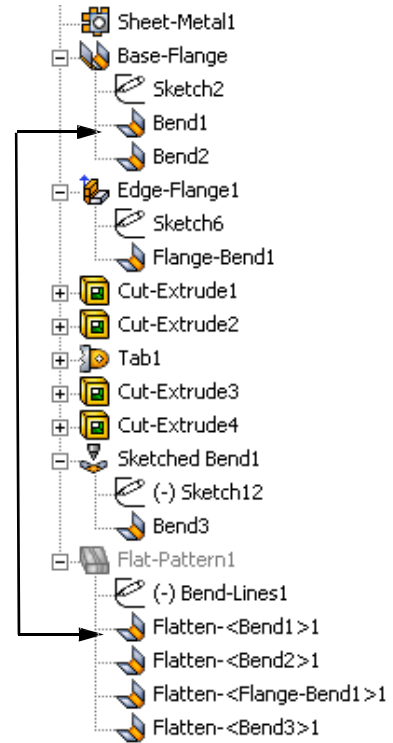 Sheet-Metal1
Base-Flange
Sketch2
Bend1
Bend2
Edge-Flange1
Sketch6
Flange-Bend1
Cut-Extrude1
Cut-Extrude2
Tab1
Cut-Extrude3
Cut-Extrude4
Sketched Bend1
(-) Sketch12
Bend3
Flat-Pattern1
(-) Bend-Lines1
Flatten-<Bend1>1
Flatten-<Bend2>1
Flatten-<Flange-Bend1>1
Flatten-<Bend3>1